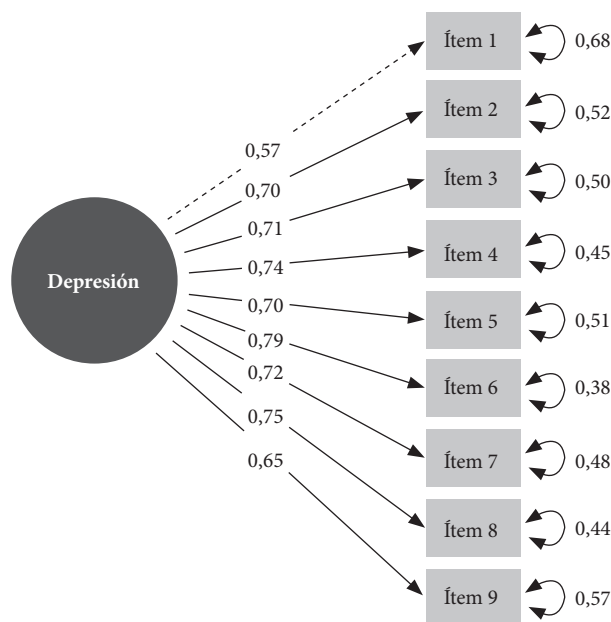 Ítem 1
0,68
Ítem 2
0,52
0,57
0,70
Ítem 3
0,50
0,71
Ítem 4
0,45
0,74
Depresión
0,70
Ítem 5
0,51
0,79
0,72
Ítem 6
0,38
0,75
Ítem 7
0,48
0,65
Ítem 8
0,44
Ítem 9
0,57